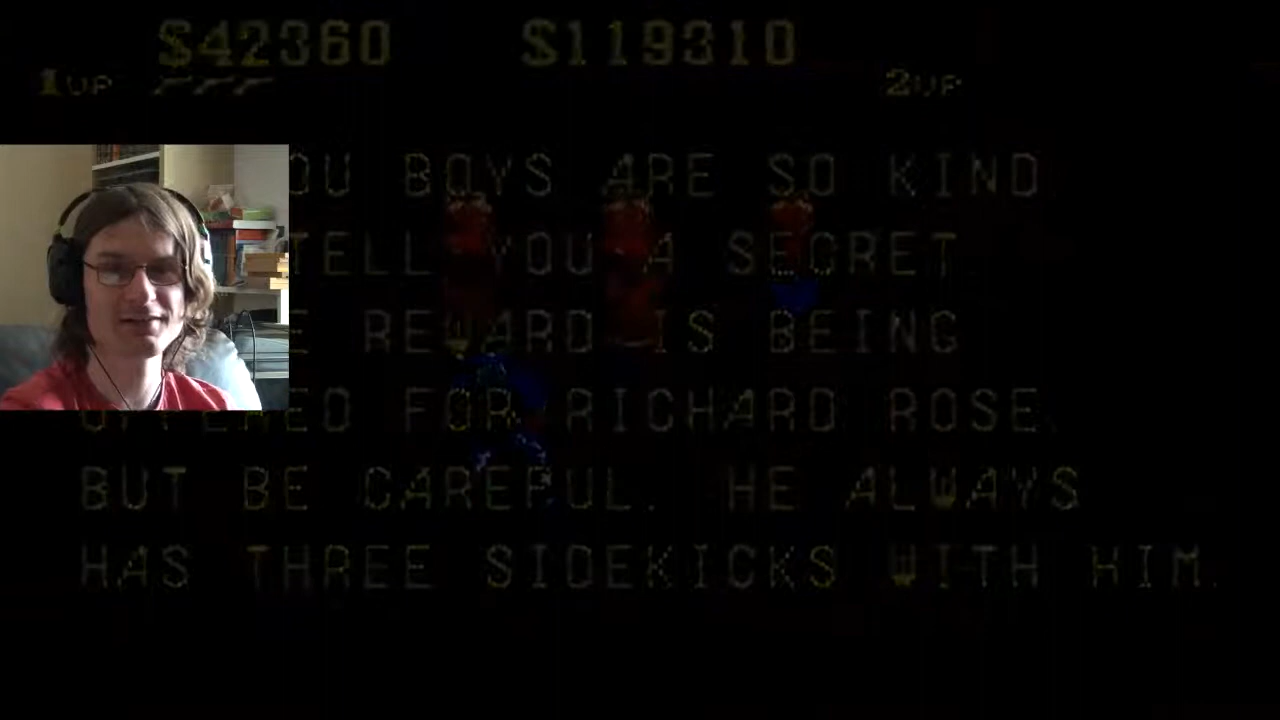 $42360 $119310
1UP 2UP
OU BOYS ARE SO KIND
TELL YOU A SECRET
E REWARD IS BEING
OFFERED FOR RICHARD ROSE.
BUT BE CAREFUL. HE ALWAYS
HAS THREE SIDEKICKS WITH HIM.